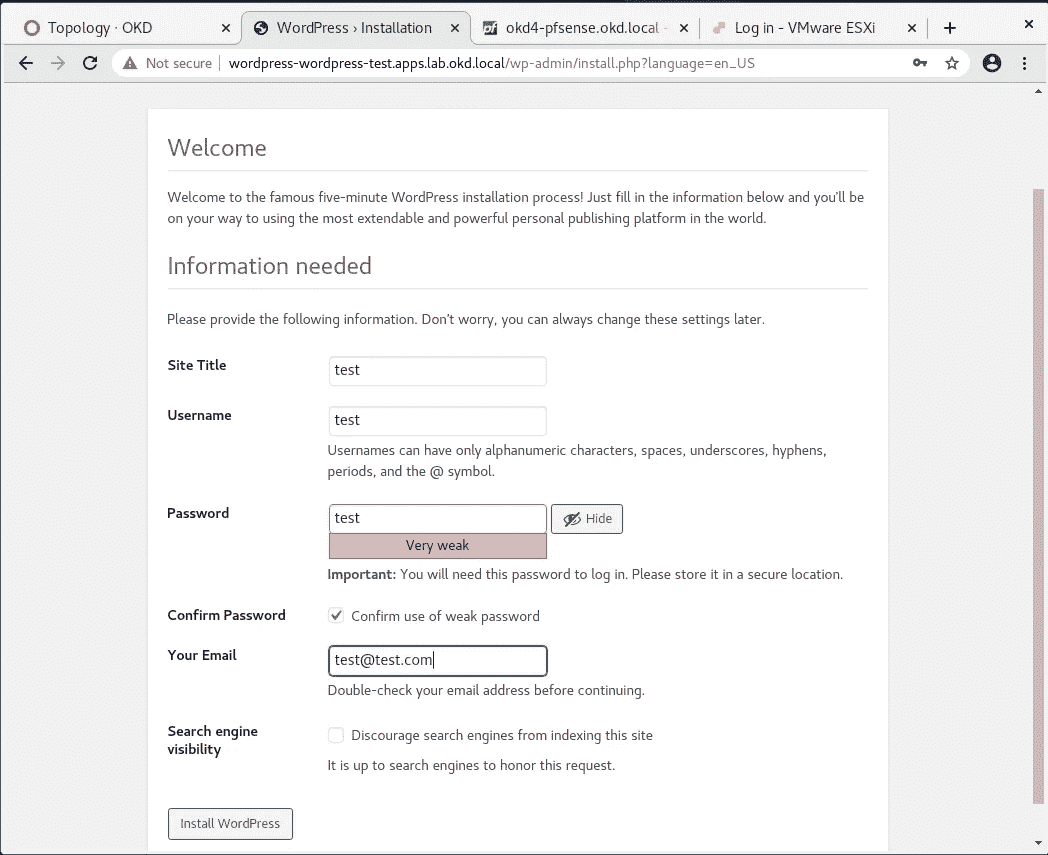 Topology · OKD
WordPress › Installation
okd4-pfsense.okd.local -
Log in - VMware ESXi
Not secure
wordpress-wordpress-test.apps.lab.okd.local/wp-admin/install.php?language=en_US
Welcome
Welcome to the famous five-minute WordPress installation process! Just fill in the information below and you’ll be
on your way to using the most extendable and powerful personal publishing platform in the world.
Information needed
Please provide the following information. Don’t worry, you can always change these settings later.
Site Title
test
Username
test
Usernames can have only alphanumeric characters, spaces, underscores, hyphens,
periods, and the @ symbol.
Password
test
Hide
Very weak
Important: You will need this password to log in. Please store it in a secure location.
Confirm Password
Confirm use of weak password
Your Email
test@test.com
Double-check your email address before continuing.
Search engine
visibility
Discourage search engines from indexing this site
It is up to search engines to honor this request.
Install WordPress